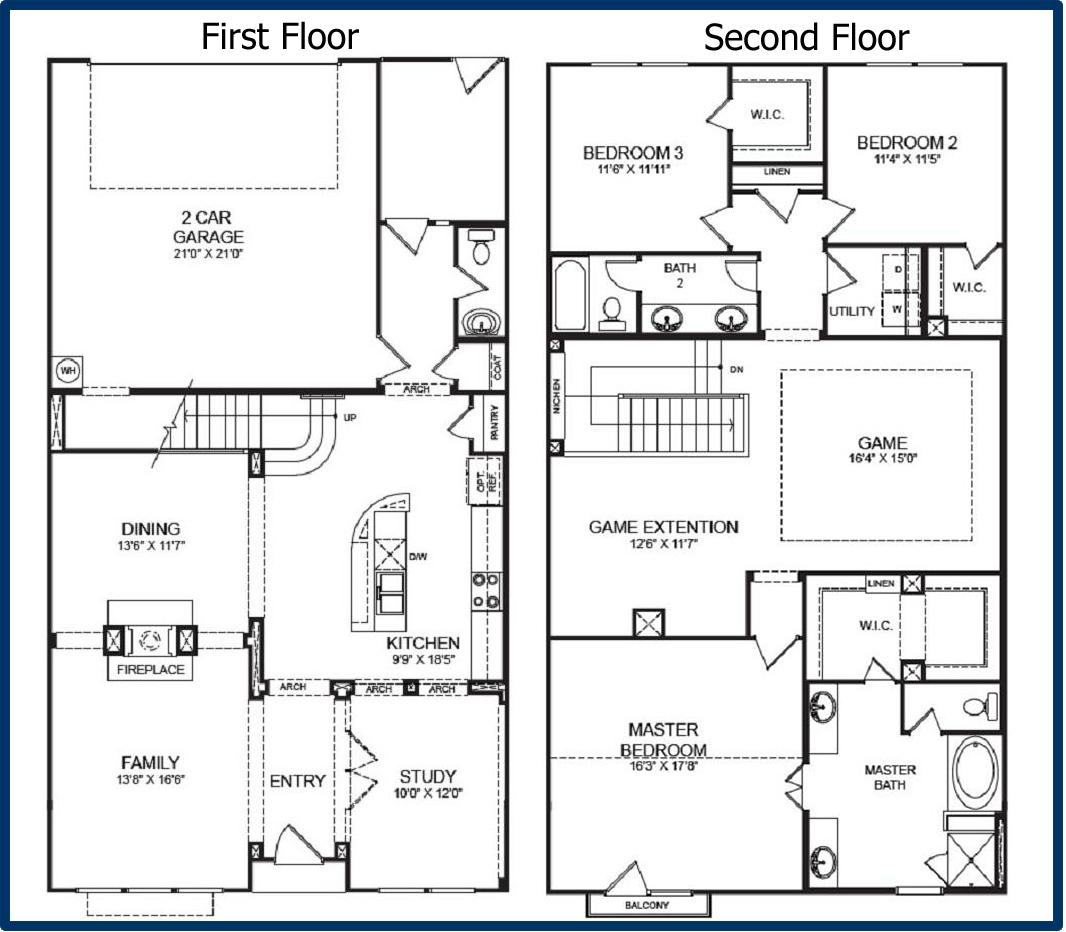 First Floor
2 CAR
GARAGE
21'0" X 21'0"
WH
COAT
ARCH
UP
PANTRY
OPT.
REF.
DINING
13'6" X 11'7"
D/W
KITCHEN
9'9" X 18'5"
FIREPLACE
ARCH
ARCH
ARCH
FAMILY
13'8" X 16'6"
ENTRY
STUDY
10'0" X 12'0"
Second Floor
W.I.C.
BEDROOM 3
11'6" X 11'11"
BEDROOM 2
11'4" X 11'5"
LINEN
BATH
2
D
W
UTILITY
W.I.C.
DN
NICHEN
GAME
16'4" X 15'0"
GAME EXTENTION
12'6" X 11'7"
LINEN
W.I.C.
MASTER
BEDROOM
16'3" X 17'8"
MASTER
BATH
BALCONY